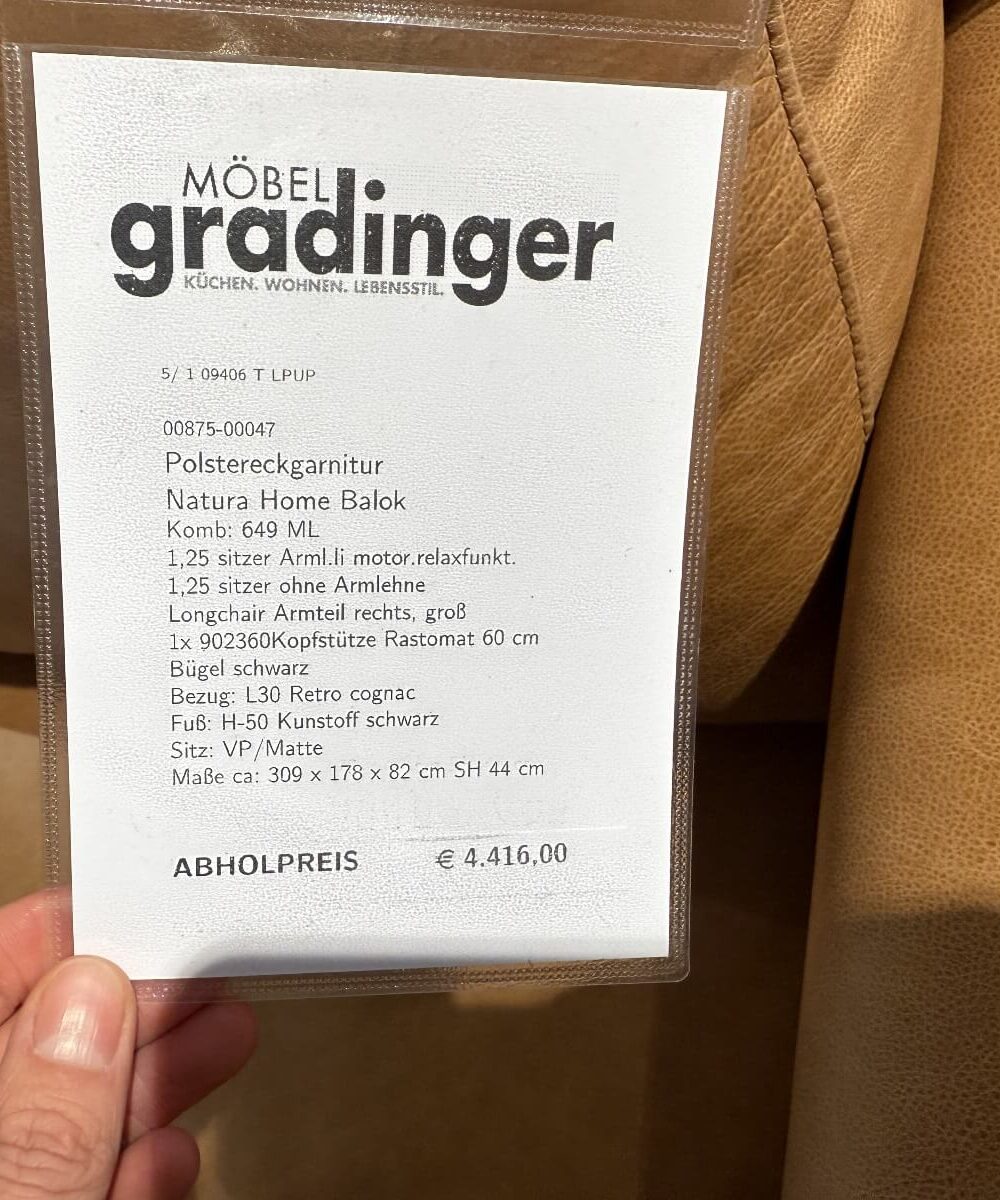 MÖBEL
gradinger
KÜCHEN. WOHNEN. LEBENSSTIL.
5/ 1 09406 T LPUP
00875-00047
Polstereckgarnitur
Natura Home Balok
Komb: 649 ML
1,25 sitzer Arml.li motor.relaxfunkt.
1,25 sitzer ohne Armlehne
Longchair Armteil rechts, groß
1x 902360Kopfstütze Rastomat 60 cm
Bügel schwarz
Bezug: L30 Retro cognac
Fuß: H-50 Kunstoff schwarz
Sitz: VP/Matte
Maße ca: 309 x 178 x 82 cm SH 44 cm
ABHOLPREIS € 4.416,00